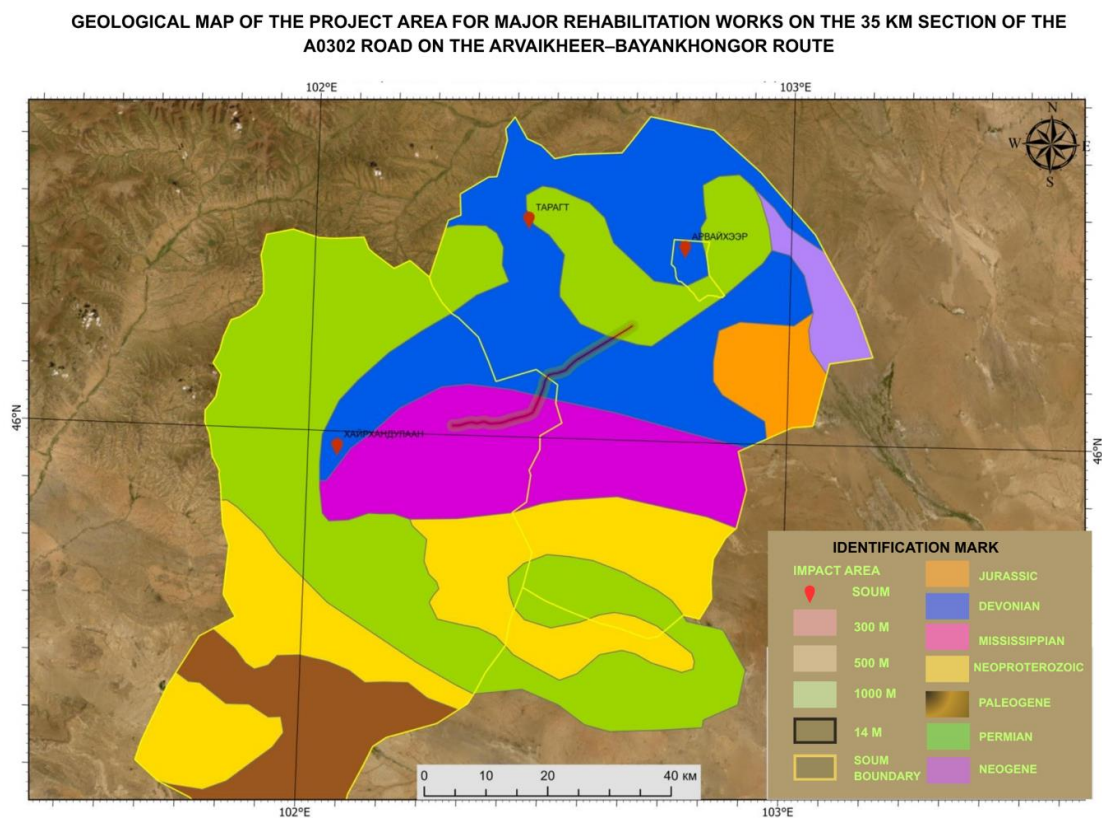 GEOLOGICAL MAP OF THE PROJECT AREA FOR MAJOR REHABILITATION WORKS ON THE 35 KM SECTION OF THE
A0302 ROAD ON THE ARVAIKHEER–BAYANKHONGOR ROUTE
102°E
103°E
N
W
E
S
ТАРАГТ
АРВАЙХЭЭР
46°N
ХАЙРХАНДУЛААН
46°N
IDENTIFICATION MARK
IMPACT AREA
SOUM
300 M
500 M
1000 M
14 M
SOUM
BOUNDARY
JURASSIC
DEVONIAN
MISSISSIPPIAN
NEOPROTEROZOIC
PALEOGENE
PERMIAN
NEOGENE
0 10 20 40 км
102°E
103°E